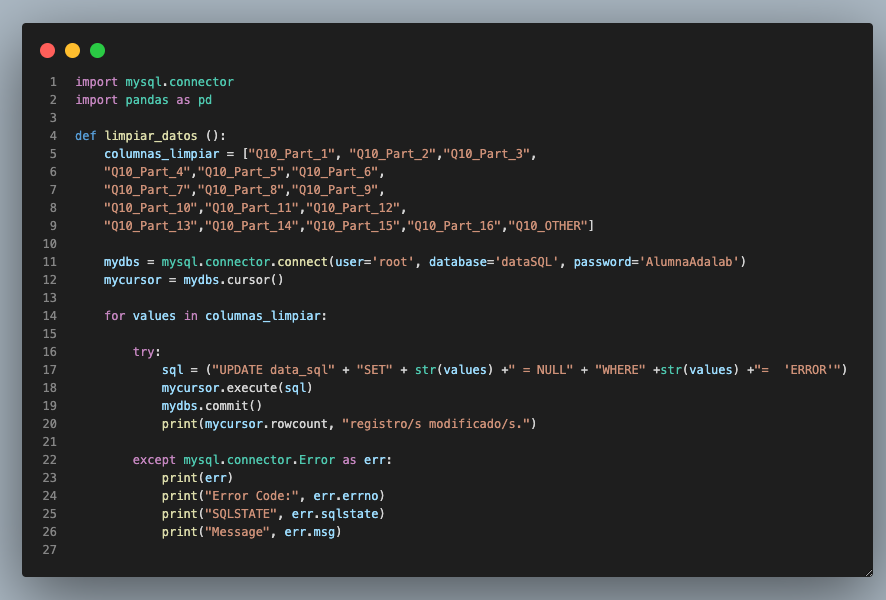 1 import mysql.connector
2 import pandas as pd
3
4 def limpiar_datos ():
5 columnas_limpiar = ["Q10_Part_1", "Q10_Part_2","Q10_Part_3",
6 "Q10_Part_4","Q10_Part_5","Q10_Part_6",
7 "Q10_Part_7","Q10_Part_8","Q10_Part_9",
8 "Q10_Part_10","Q10_Part_11","Q10_Part_12",
9 "Q10_Part_13","Q10_Part_14","Q10_Part_15","Q10_Part_16","Q10_OTHER"]
10
11 mydbs = mysql.connector.connect(user='root', database='dataSQL', password='AlumnaAdalab')
12 mycursor = mydbs.cursor()
13
14 for values in columnas_limpiar:
15
16 try:
17 sql = ("UPDATE data_sql" + "SET" + str(values) +" = NULL" + "WHERE" +str(values) +"=  'ERROR'")
18 mycursor.execute(sql)
19 mydbs.commit()
20 print(mycursor.rowcount, "registro/s modificado/s.")
21
22 except mysql.connector.Error as err:
23 print(err)
24 print("Error Code:", err.errno)
25 print("SQLSTATE", err.sqlstate)
26 print("Message", err.msg)
27